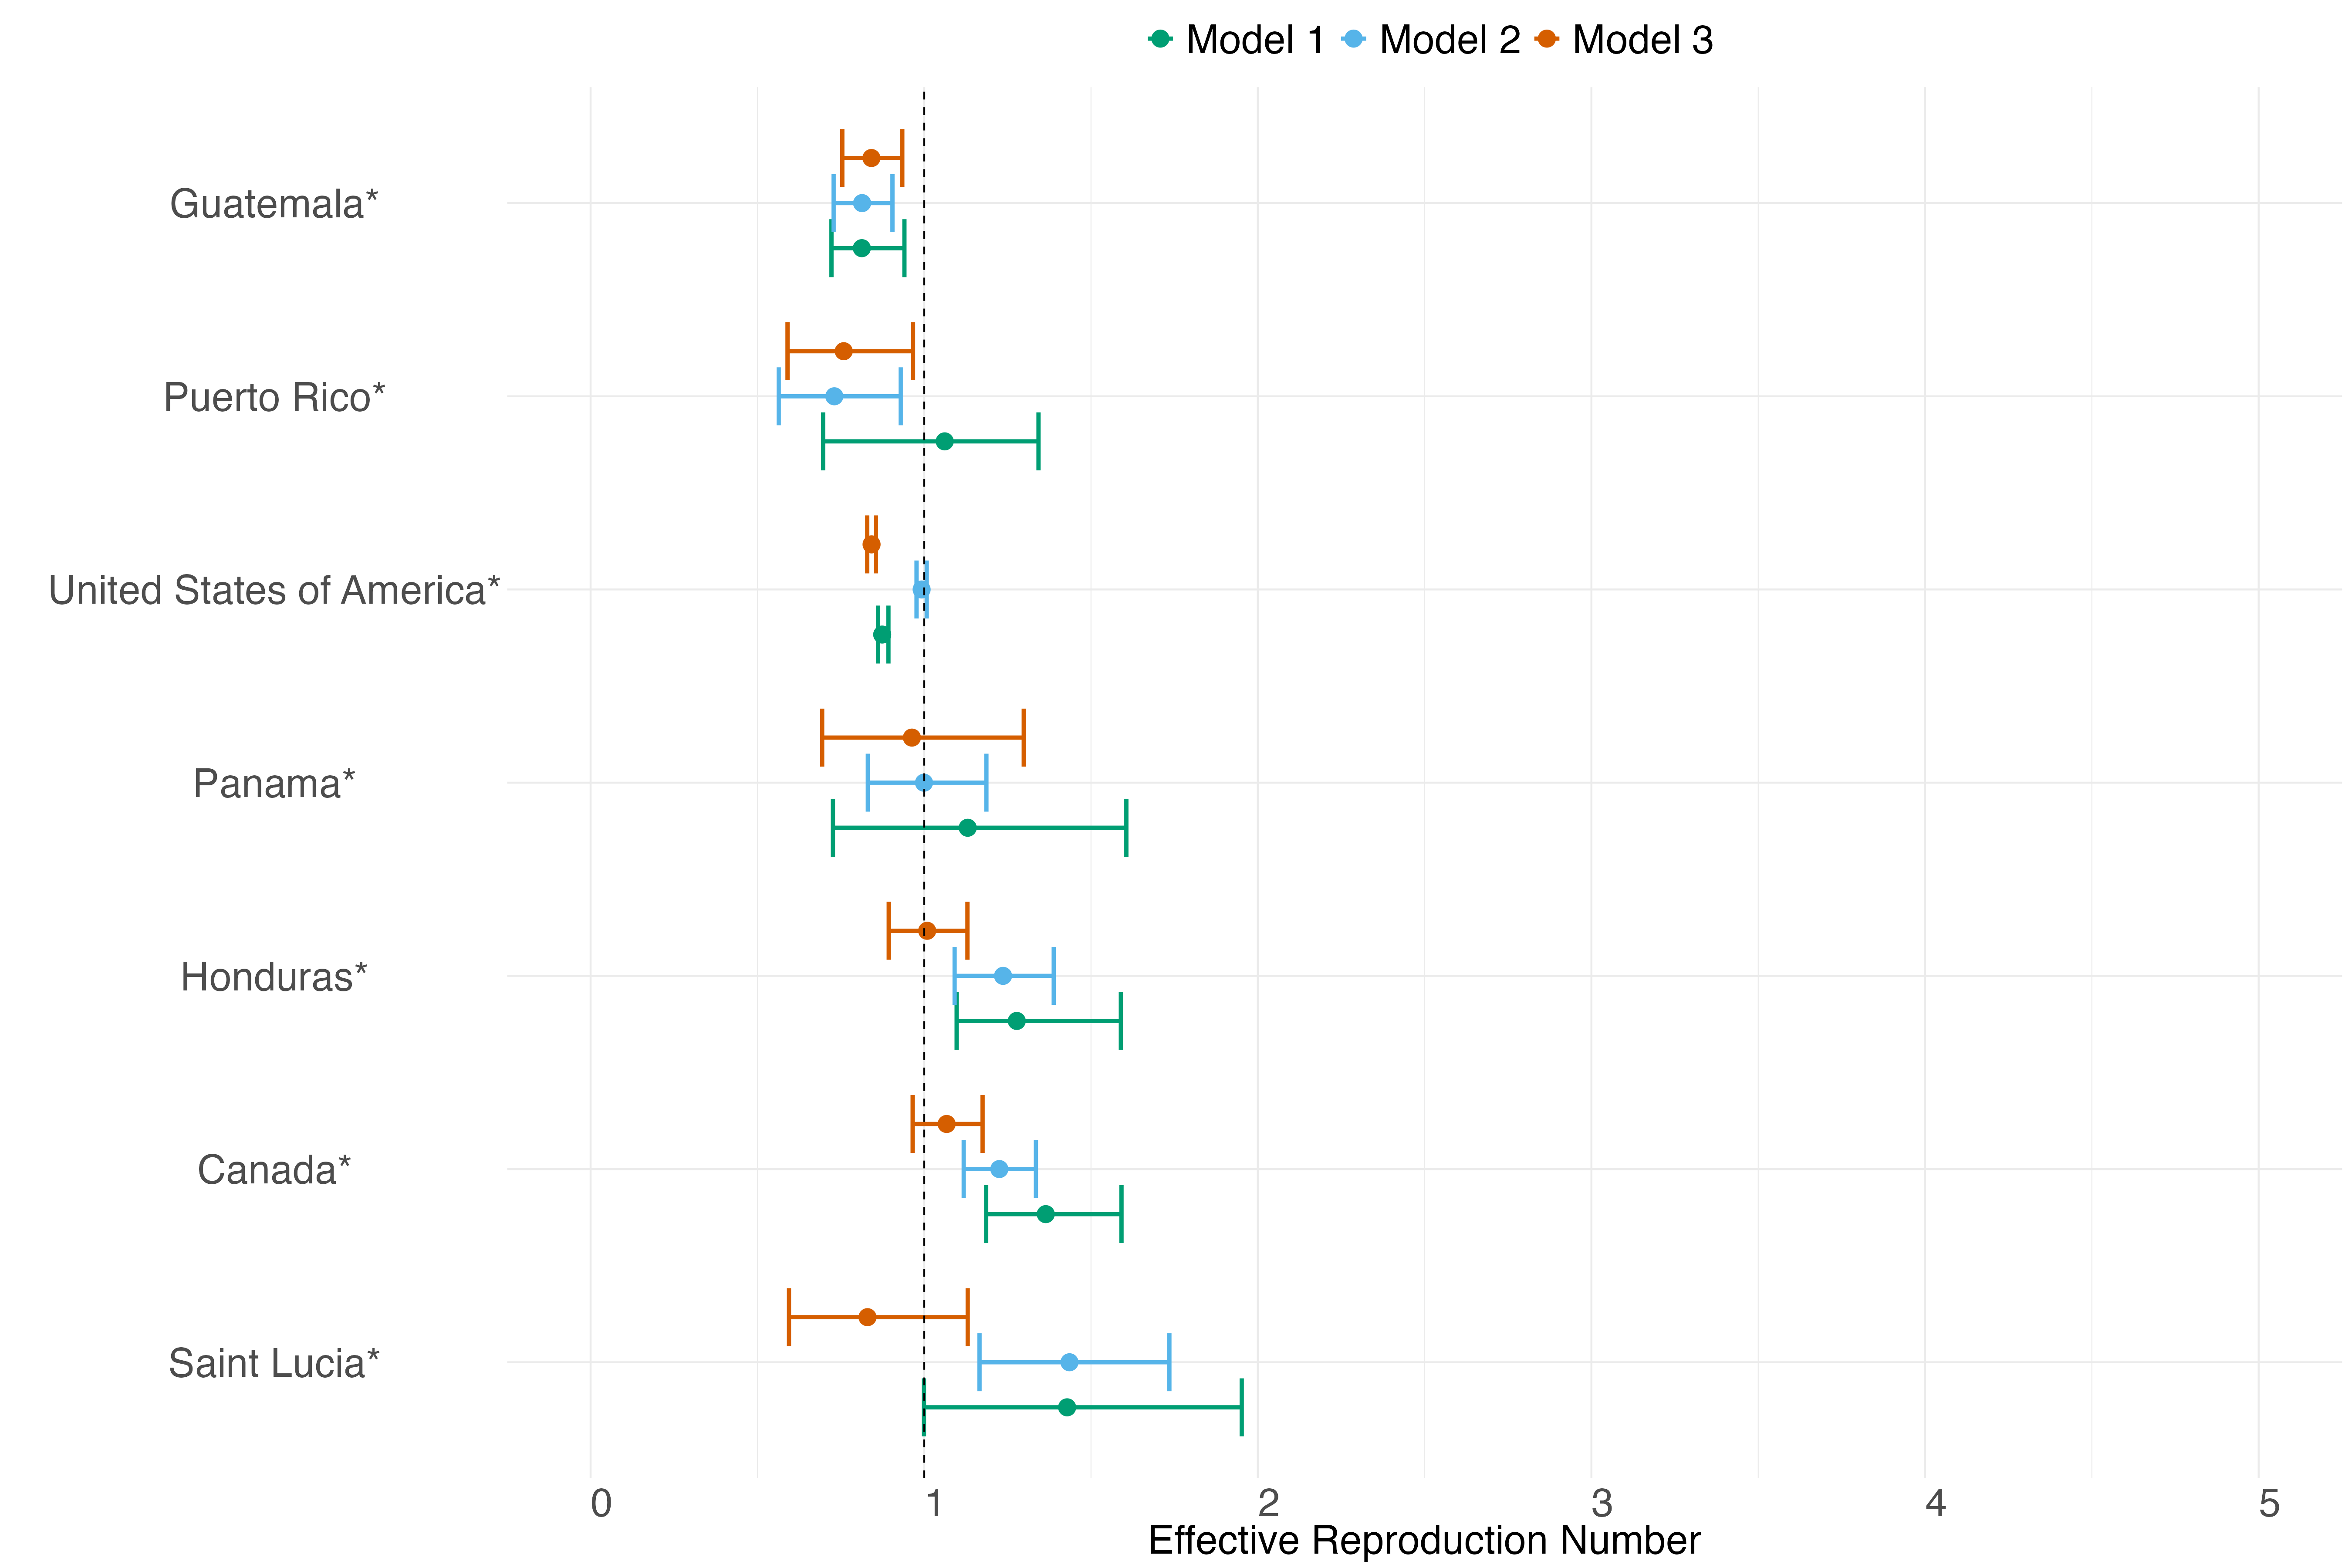 Model 1 Model 2 Model 3
Guatemala*
Puerto Rico*
United States of America*
Panama*
Honduras*
Canada*
Saint Lucia*
0 1 2 3 4 5
Effective Reproduction Number